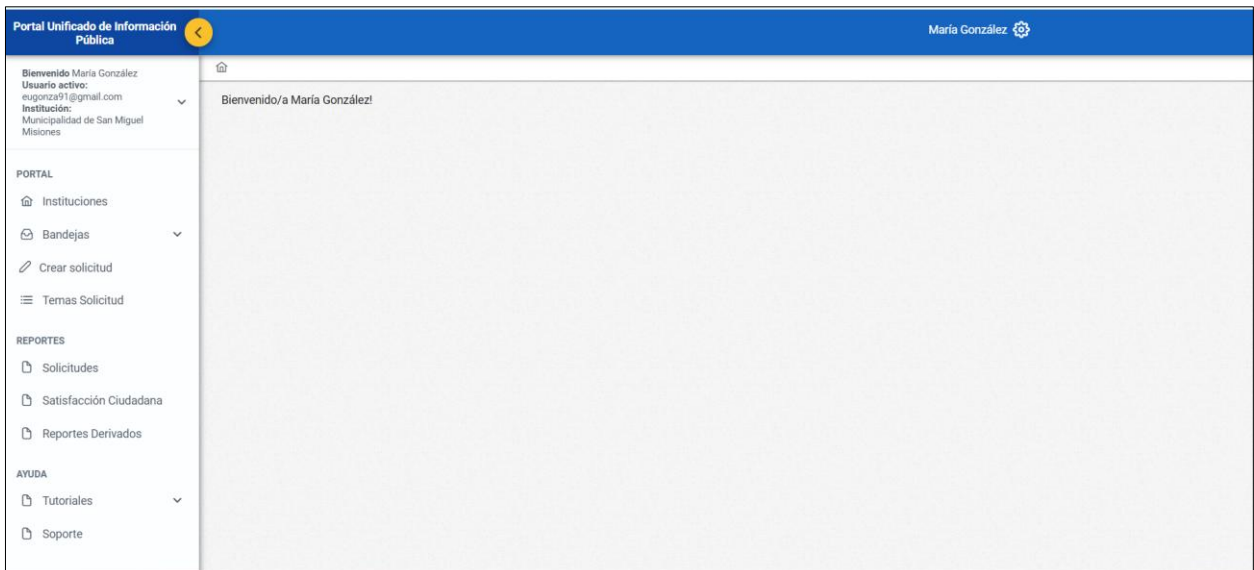 Portal Unificado de Información
Pública
María González
Bienvenido María González
Usuario activo:
eugonza91@gmail.com
Institución:
Municipalidad de San Miguel
Misiones
Bienvenido/a María González!
PORTAL
Instituciones
Bandejas
Crear solicitud
Temas Solicitud
REPORTES
Solicitudes
Satisfacción Ciudadana
Reportes Derivados
AYUDA
Tutoriales
Soporte